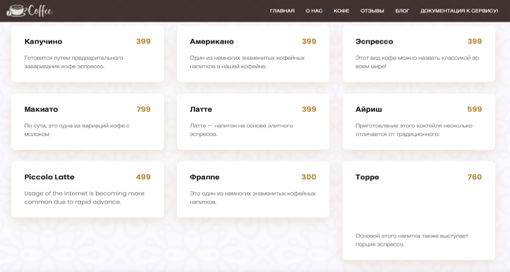 Coffee
ГЛАВНАЯ О НАС КОФЕ ОТЗЫВЫ БЛОГ ДОКУМЕНТАЦИЯ К СЕРВИСУ!
Капучино 399
Готовится путем предварительного
заваривания кофе эспрессо.
Американо 399
Один из немногих знаменитых кофейных
напитков в нашей кофейне.
Эспрессо 399
Этот вид кофе можно назвать классикой во
всем мире!
Макиато 799
По сути, это одна из вариаций кофе с
молоком.
Латте 399
Латте – напиток на основе элитного
эспрессо.
Айриш 599
Приготовление этого коктейля несколько
отличается от традиционного.
Piccolo Latte 499
Usage of the Internet is becoming more
common due to rapid advance.
Фраппе 300
Это один из немногих знаменитых кофейных
напитков.
Торре 760
Основой этого напитка также выступает
порция эспрессо.